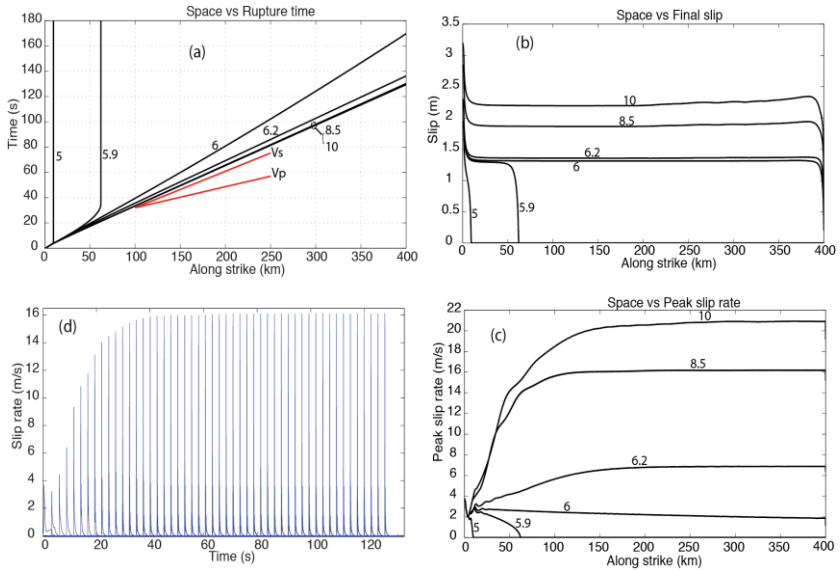 Space vs Rupture time
(a)
Time (s)
180
160
140
120
100
80
60
40
20
0
5
5.9
6
6.2
8.5
10
Vs
Vp
0 50 100 150 200 250 300 350 400
Along strike (km)
Space vs Final slip
(b)
Slip (m)
3.5
3
2.5
2
1.5
1
0.5
0
10
8.5
6.2
6
5
5.9
0 50 100 150 200 250 300 350 400
Along strike (km)
(d)
Slip rate (m/s)
16
14
12
10
8
6
4
2
0
0 20 40 60 80 100 120
Time (s)
Space vs Peak slip rate
(c)
Peak slip rate (m/s)
22
20
18
16
14
12
10
8
6
4
2
0
10
8.5
6.2
6
5
5.9
0 50 100 150 200 250 300 350 400
Along strike (km)